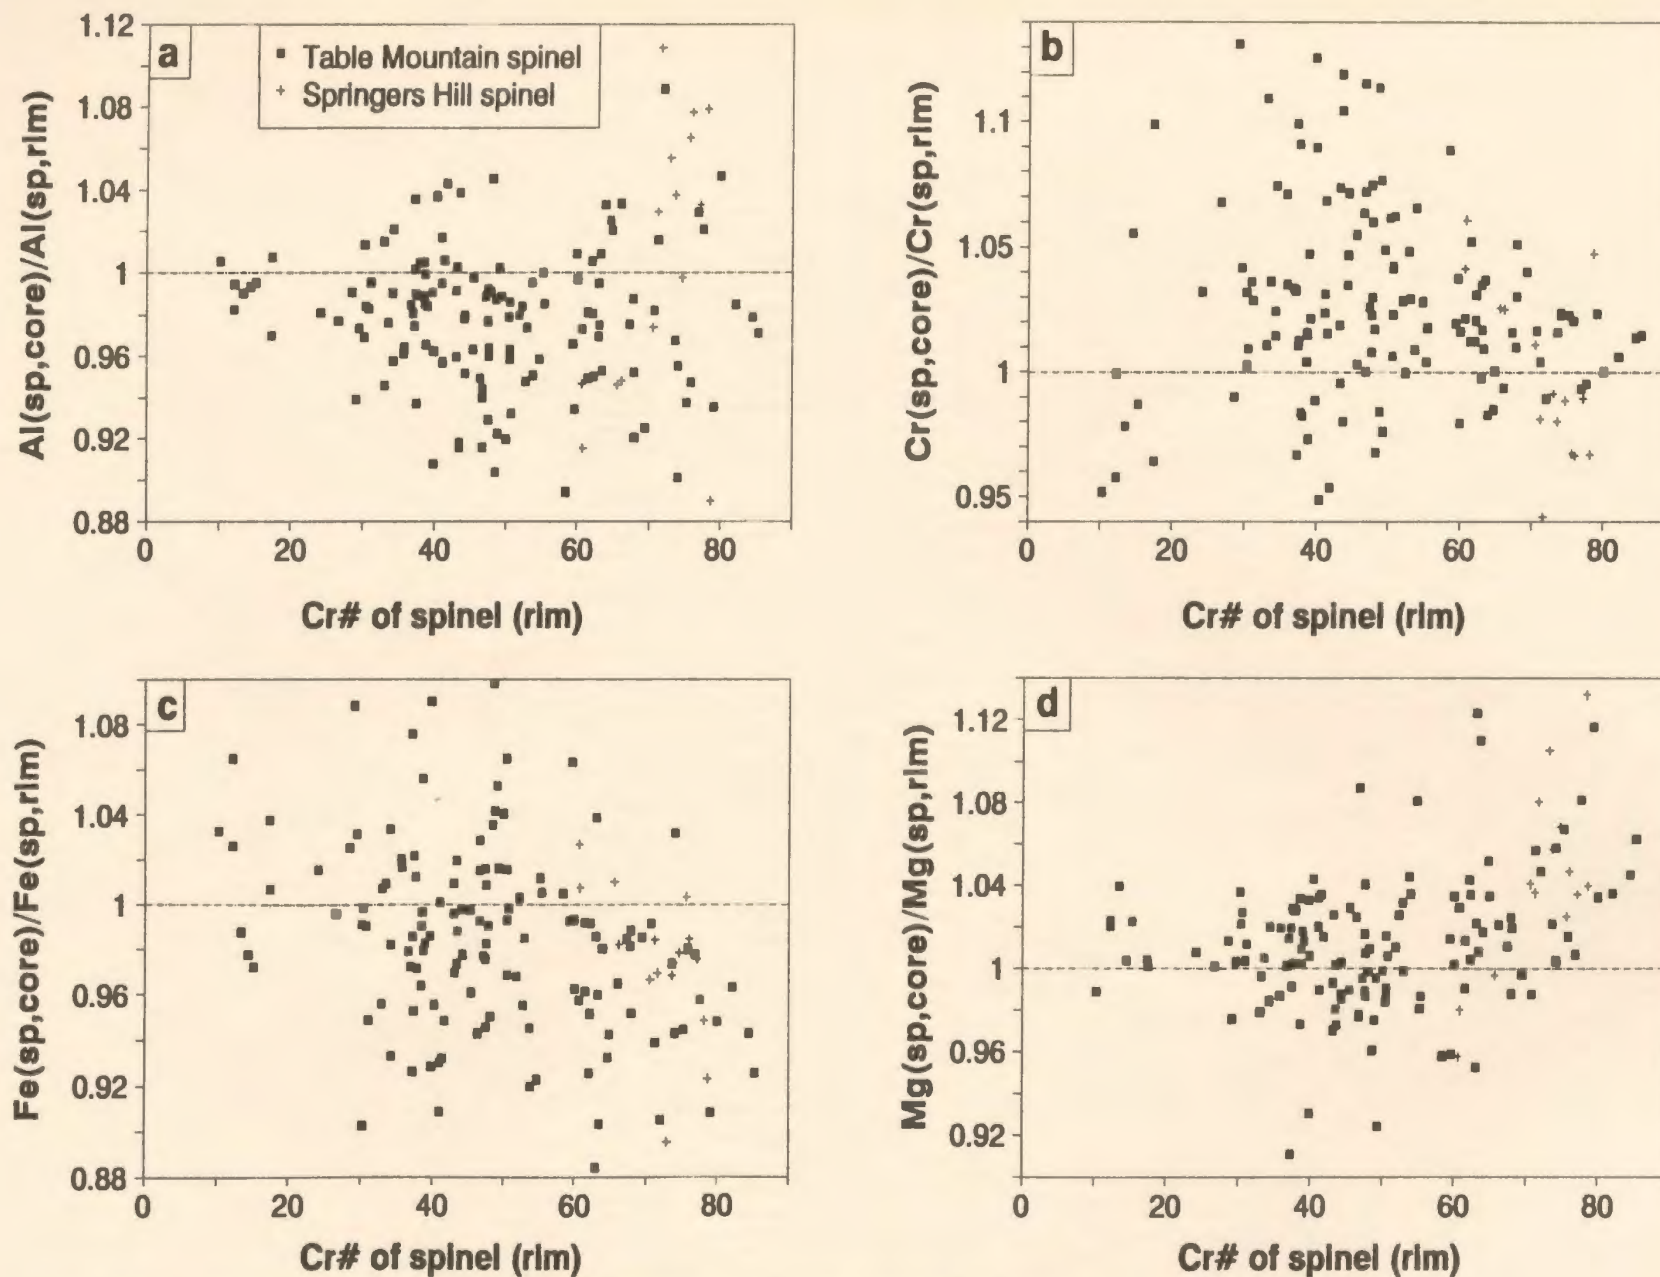 a
Table Mountain spinel
Springers Hill spinel
Al(sp,core)/Al(sp,rim)
1.12
1.08
1.04
1
0.96
0.92
0.88
0 20 40 60 80
Cr# of spinel (rim)
b
Cr(sp,core)/Cr(sp,rim)
1.1
1.05
1
0.95
0 20 40 60 80
Cr# of spinel (rim)
c
Fe(sp,core)/Fe(sp,rim)
1.08
1.04
1
0.96
0.92
0.88
0 20 40 60 80
Cr# of spinel (rim)
d
Mg(sp,core)/Mg(sp,rim)
1.12
1.08
1.04
1
0.96
0.92
0 20 40 60 80
Cr# of spinel (rim)